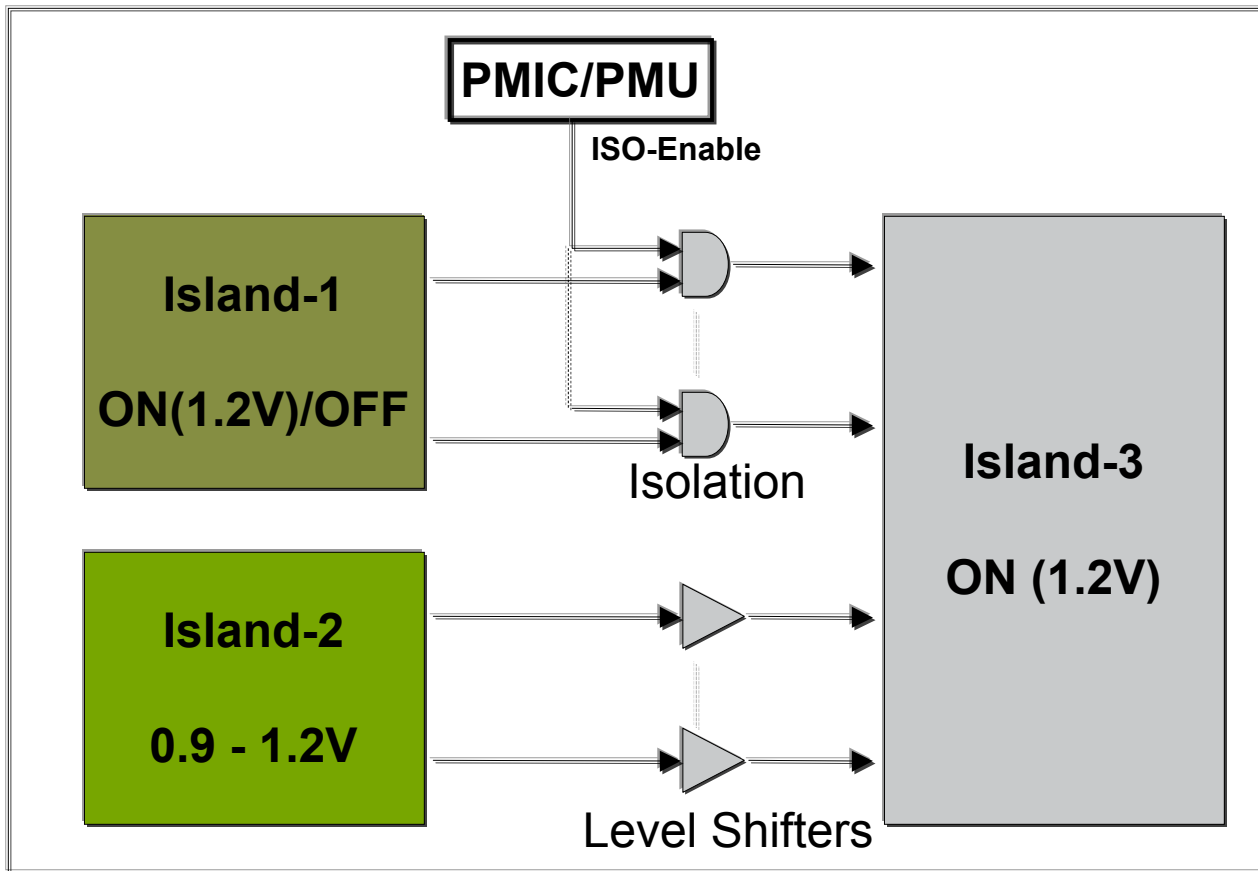 PMIC/PMU
ISO-Enable
Island-1
ON(1.2V)/OFF
Isolation
Island-3
ON (1.2V)
Island-2
0.9 - 1.2V
Level Shifters